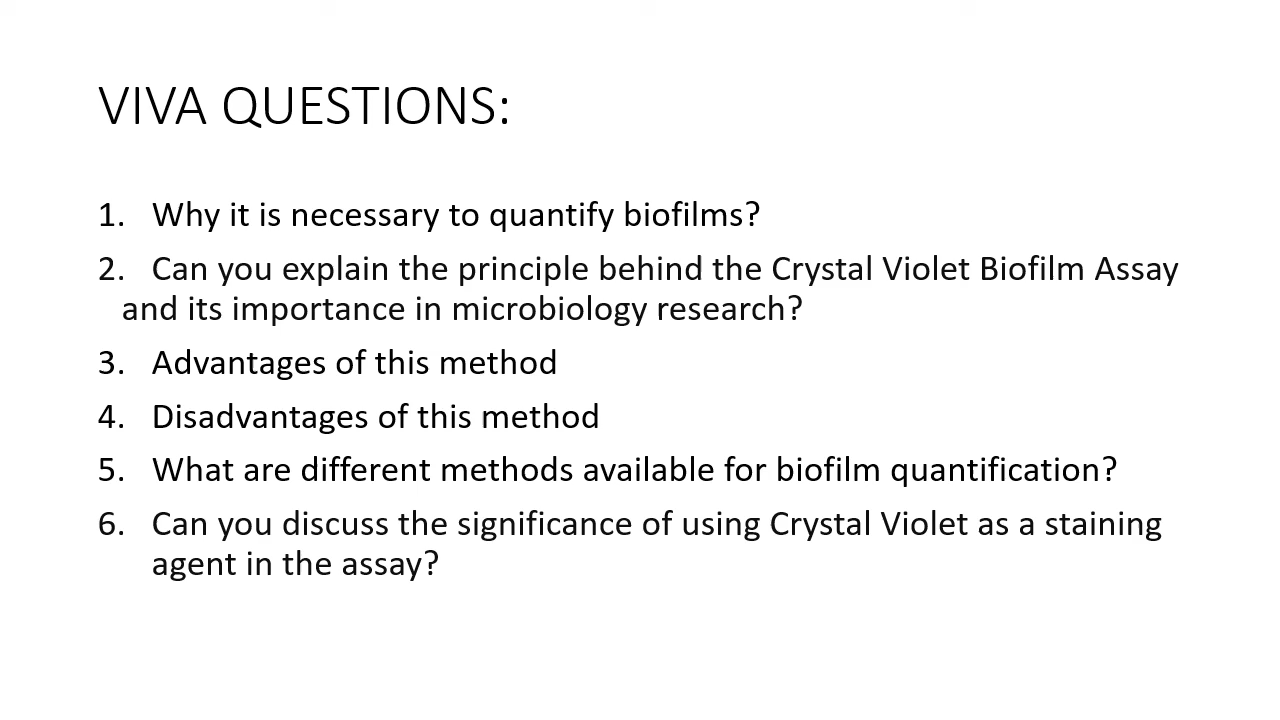 VIVA QUESTIONS:
1. Why it is necessary to quantify biofilms?
2. Can you explain the principle behind the Crystal Violet Biofilm Assay
and its importance in microbiology research?
3. Advantages of this method
4. Disadvantages of this method
5. What are different methods available for biofilm quantification?
6. Can you discuss the significance of using Crystal Violet as a staining
agent in the assay?